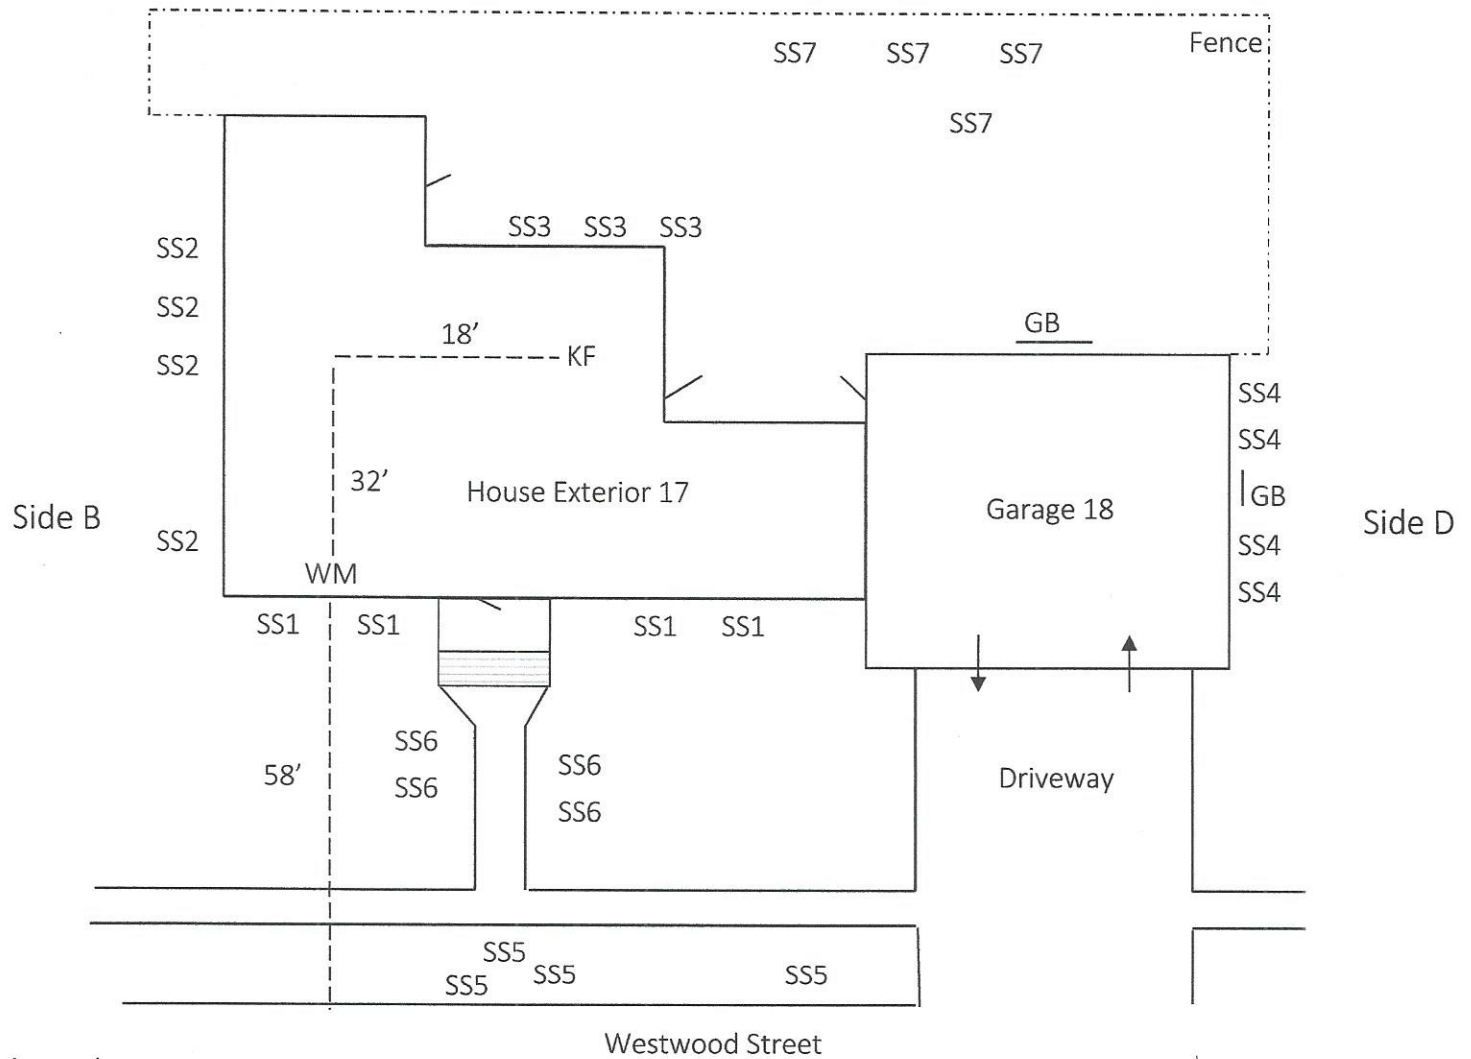 Fence
SS7 SS7 SS7
SS7
SS3 SS3 SS3
SS2
SS2
SS2
SS2
18’
KF
GB
SS4
SS4
GB
SS4
SS4
32’
House Exterior 17
Garage 18
Side B
Side D
WM
SS1 SS1 SS1 SS1
SS6
SS6
SS6
SS6
58’
Driveway
SS5
SS5 SS5 SS5
Westwood Street